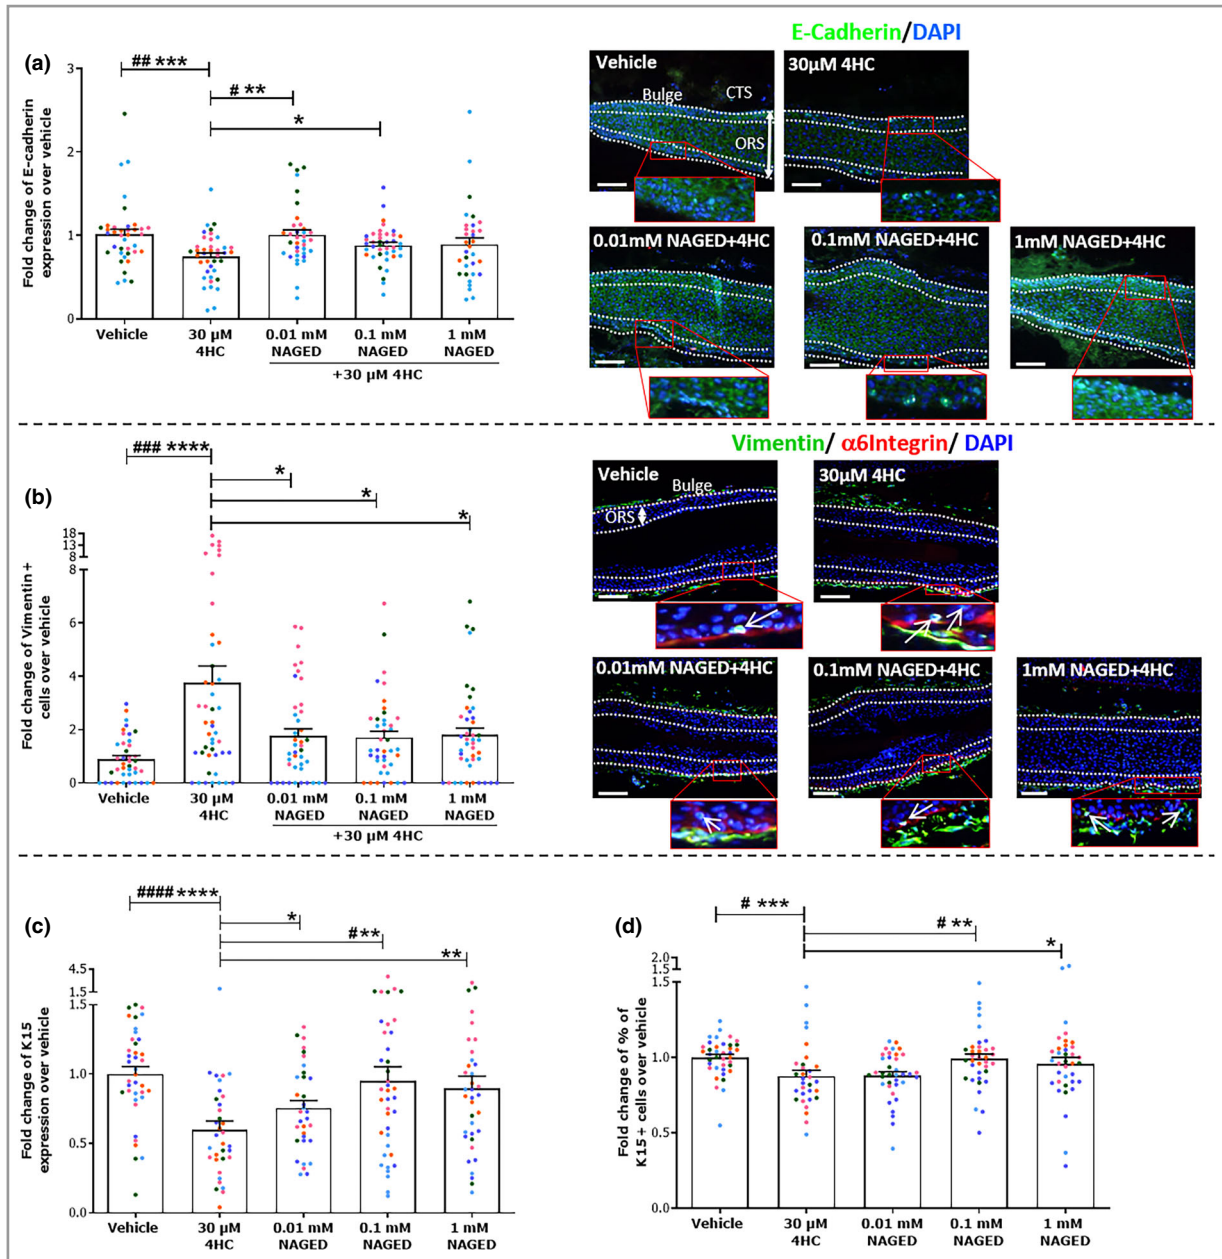 (a)
## ***
# **
*
3
2
1
0
Fold change of E-cadherin
expression over vehicle
Vehicle
30 μM
4HC
0.01 mM
NAGED
0.1 mM
NAGED
1 mM
NAGED
+30 μM 4HC
E-Cadherin/DAPI
Vehicle
Bulge
CTS
ORS
30μM 4HC
0.01mM NAGED+4HC
0.1mM NAGED+4HC
1mM NAGED+4HC
(b)
### ****
*
*
*
18
13
8
8
6
4
2
0
Fold change of Vimentin +
cells over vehicle
Vehicle
30 μM
4HC
0.01 mM
NAGED
0.1 mM
NAGED
1 mM
NAGED
+30 μM 4HC
Vimentin/ α6Integrin/ DAPI
Vehicle
Bulge
ORS
30μM 4HC
0.01mM NAGED+4HC
0.1mM NAGED+4HC
1mM NAGED+4HC
(c)
#### ****
*
# **
**
4.5
1.5
1.5
1.0
0.5
0.0
Fold change of K15
expression over vehicle
Vehicle
30 μM
4HC
0.01 mM
NAGED
0.1 mM
NAGED
1 mM
NAGED
(d)
# ***
# **
*
2.0
1.5
1.5
1.0
0.5
0.0
Fold change of % of
K15+ cells over vehicle
Vehicle
30 μM
4HC
0.01 mM
NAGED
0.1 mM
NAGED
1 mM
NAGED